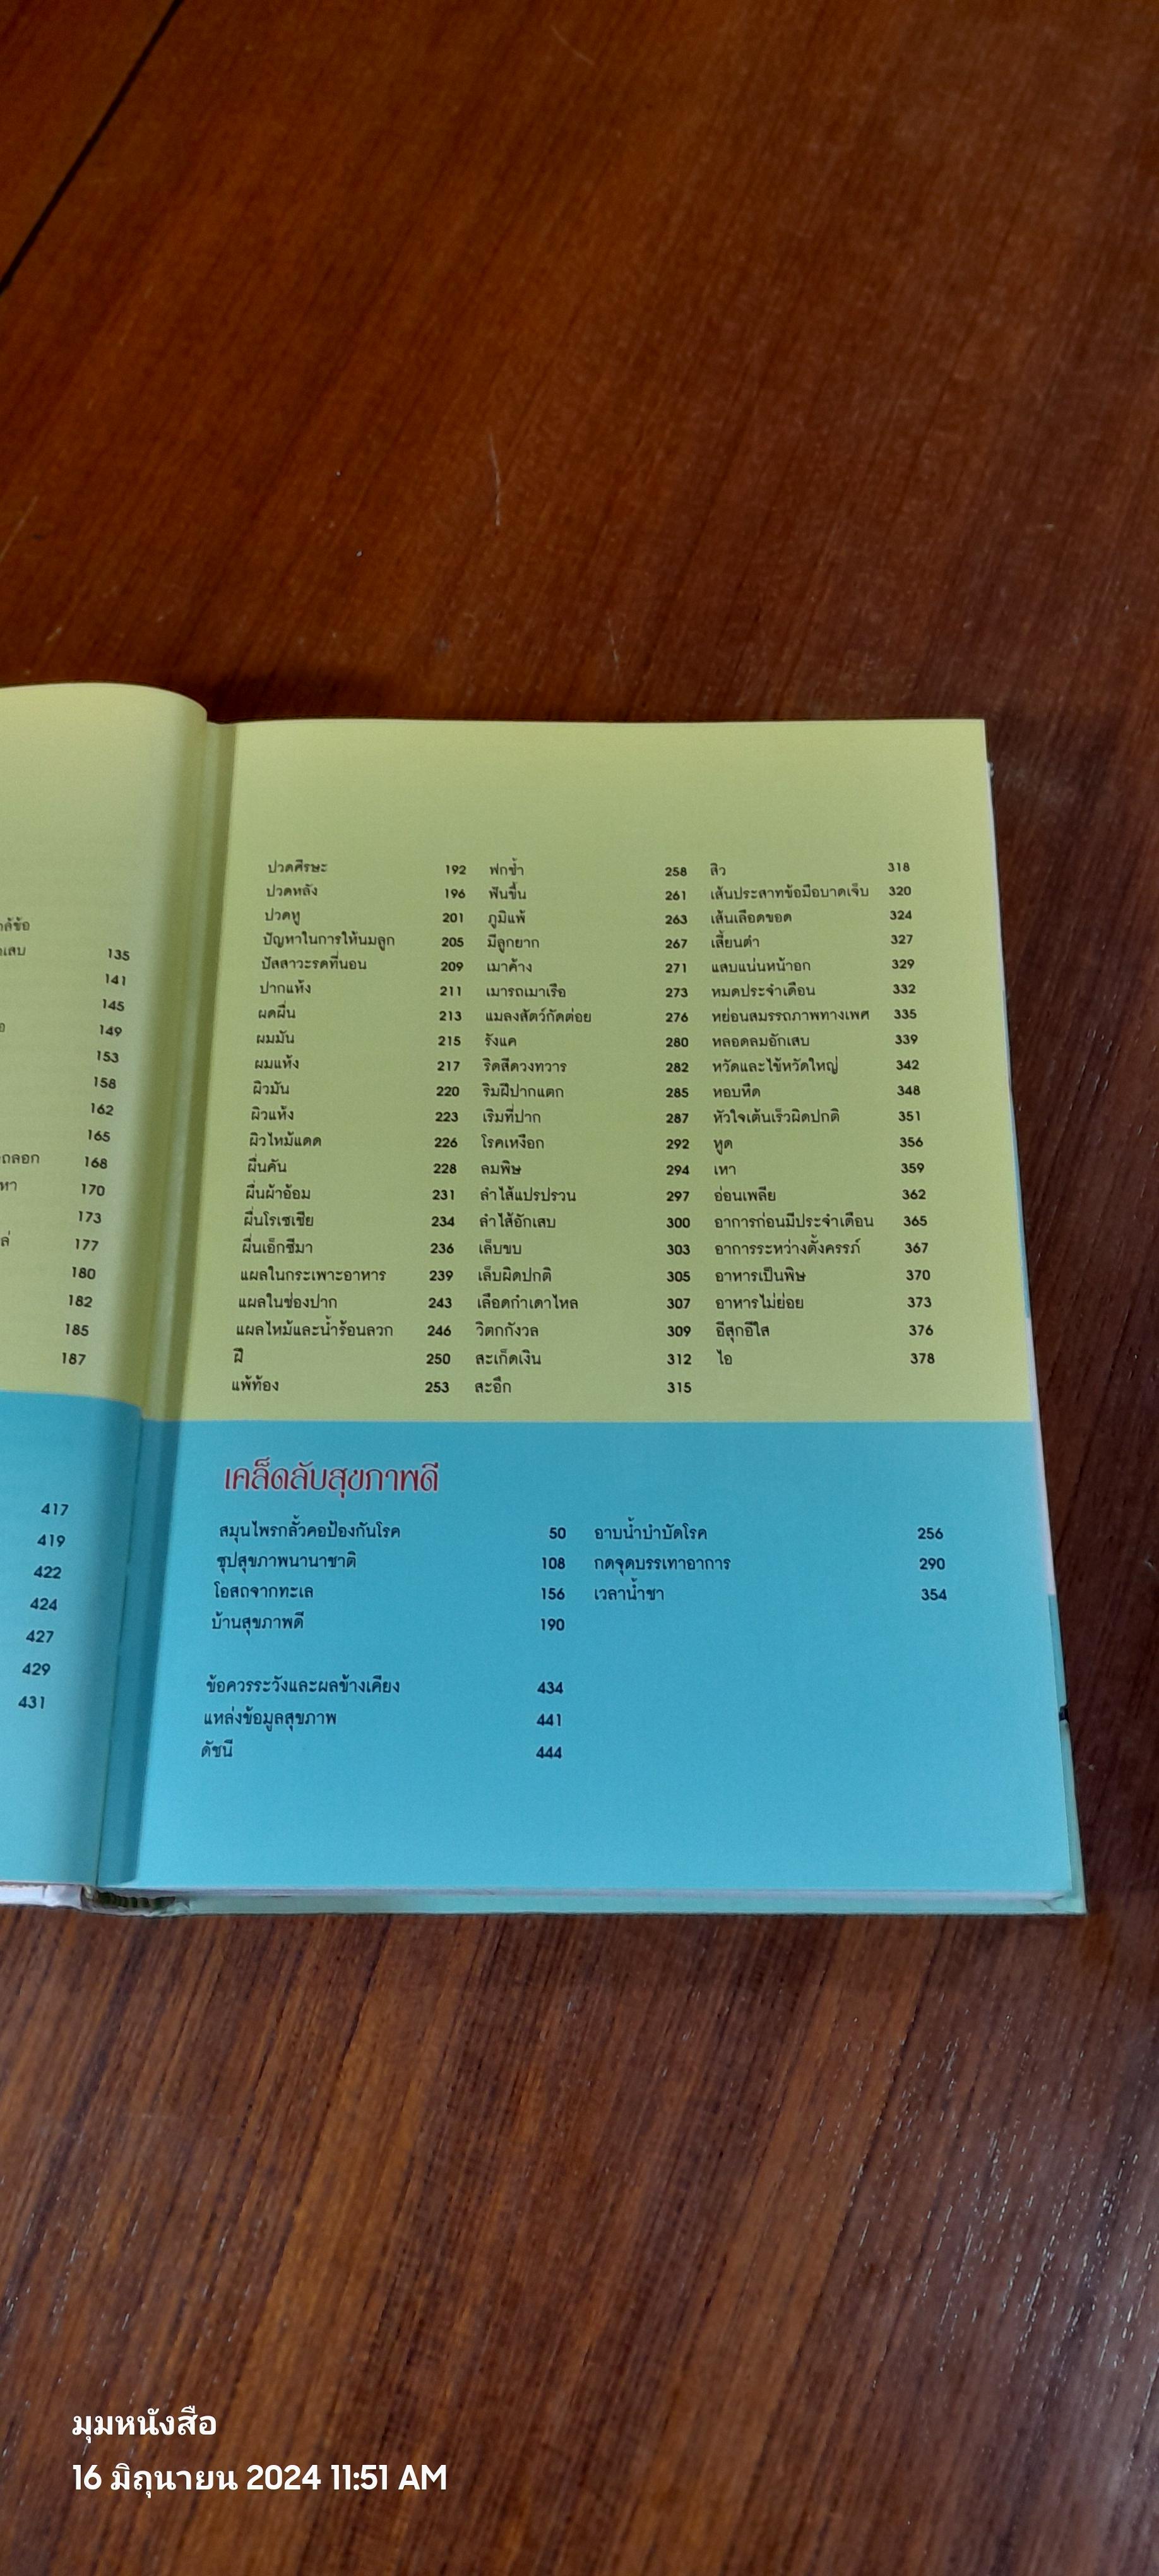 ล้ข้อ
เสบ 135
141
145
อ 149
153
158
162
165
ถลอก 168
หา 170
173
ล่ 177
180
182
185
187
417
419
422
424
427
429
431
ปวดศีรษะ 192
ปวดหลัง 196
ปวดหู 201
ปัญหาในการให้นมลูก 205
ปัสสาวะรดที่นอน 209
ปากแห้ง 211
ผดผื่น 213
ผมมัน 215
ผมแห้ง 217
ผิวมัน 220
ผิวแห้ง 223
ผิวไหม้แดด 226
ผื่นคัน 228
ผื่นผ้าอ้อม 231
ผื่นโรเซเชีย 234
ผื่นเอ็กซีมา 236
แผลในกระเพาะอาหาร 239
แผลในช่องปาก 243
แผลไหม้และน้ำร้อนลวก 246
ฝี 250
แพ้ท้อง 253
ฟกช้ำ 258
ฟันขึ้น 261
ภูมิแพ้ 263
มีลูกยาก 267
เมาค้าง 271
เมารถเมาเรือ 273
แมลงสัตว์กัดต่อย 276
รังแค 280
ริดสีดวงทวาร 282
ริมฝีปากแตก 285
เริมที่ปาก 287
โรคเหงือก 292
ลมพิษ 294
ลำไส้แปรปรวน 297
ลำไส้อักเสบ 300
เล็บขบ 303
เล็บผิดปกติ 305
เลือดกำเดาไหล 307
วิตกกังวล 309
สะเก็ดเงิน 312
สะอึก 315
สิว 318
เส้นประสาทข้อมือบาดเจ็บ 320
เส้นเลือดขอด 324
เสี้ยนตำ 327
แสบแน่นหน้าอก 329
หมดประจำเดือน 332
หย่อนสมรรถภาพทางเพศ 335
หลอดลมอักเสบ 339
หวัดและไข้หวัดใหญ่ 342
หอบหืด 348
หัวใจเต้นเร็วผิดปกติ 351
หูด 356
เหา 359
อ่อนเพลีย 362
อาการก่อนมีประจำเดือน 365
อาการระหว่างตั้งครรภ์ 367
อาหารเป็นพิษ 370
อาหารไม่ย่อย 373
อีสุกอีใส 376
ไอ 378
เคล็ดลับสุขภาพดี
สมุนไพรกลั้วคอป้องกันโรค 50
ซุปสุขภาพนานาชาติ 108
โอสถจากทะเล 156
บ้านสุขภาพดี 190
อาบน้ำบำบัดโรค 256
กดจุดบรรเทาอาการ 290
เวลาน้ำชา 354
ข้อควรระวังและผลข้างเคียง 434
แหล่งข้อมูลสุขภาพ 441
ดัชนี 444
มุมหนังสือ
16 มิถุนายน 2024 11:51 AM